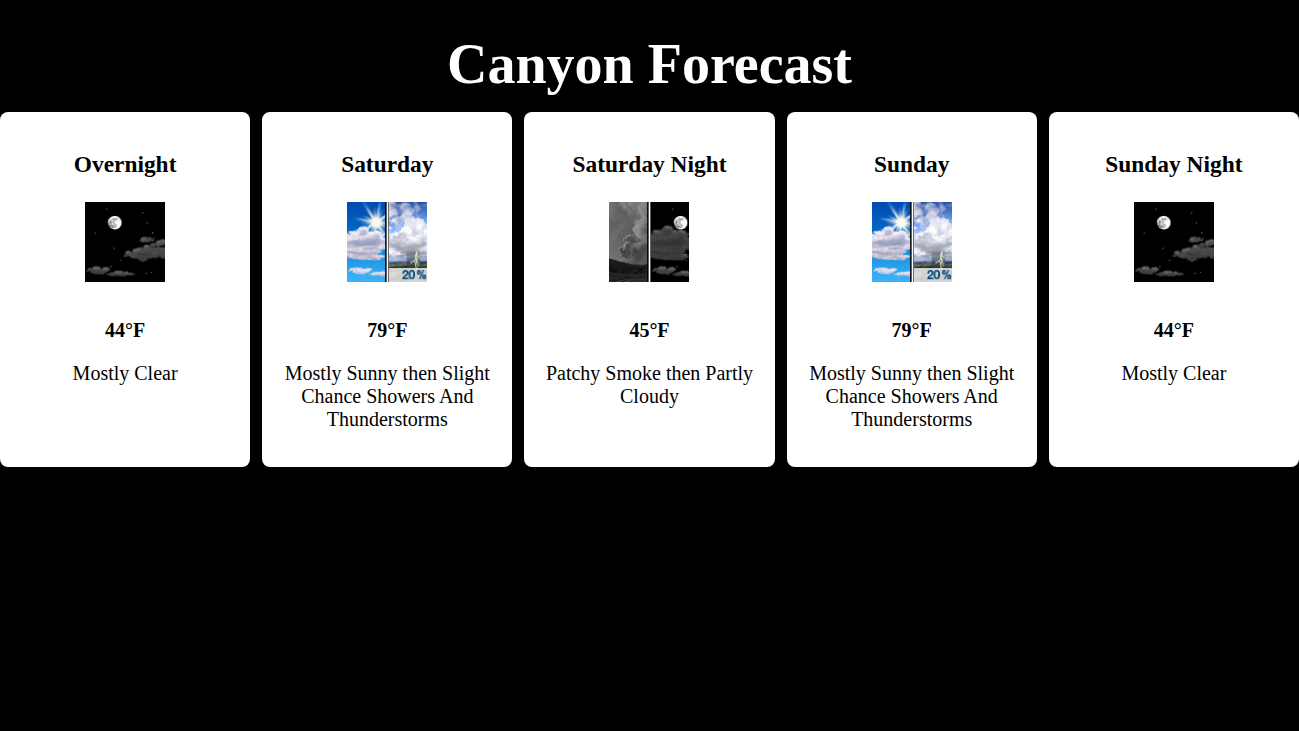 Canyon Forecast
Overnight
44°F
Mostly Clear
Saturday
20%
79°F
Mostly Sunny then Slight
Chance Showers And
Thunderstorms
Saturday Night
45°F
Patchy Smoke then Partly
Cloudy
Sunday
20%
79°F
Mostly Sunny then Slight
Chance Showers And
Thunderstorms
Sunday Night
44°F
Mostly Clear